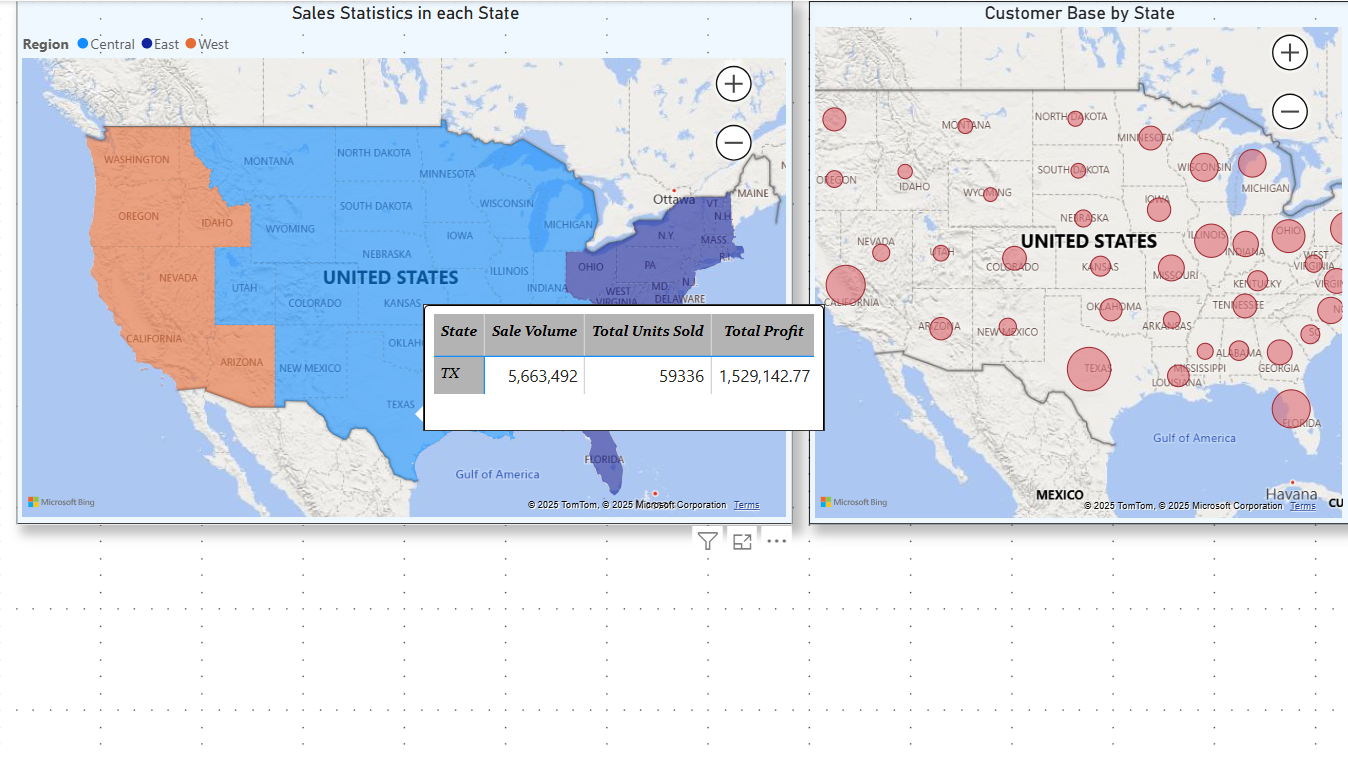 Sales Statistics in each State
Region Central East West
WASHINGTON
MONTANA
NORTH DAKOTA
MINNESOTA
OREGON
IDAHO
SOUTH DAKOTA
WISCONSIN
MICHIGAN
WYOMING
IOWA
NEBRASKA
NEVADA
UTAH
UNITED STATES
ILLINOIS
INDIANA
COLORADO
KANSAS
CALIFORNIA
ARIZONA
NEW MEXICO
OKLAH
TEXAS
Ottawa
MAINE
VT.
N.H.
N.Y.
MASS.
R.I.
OHIO
PA
N.J.
WEST
VIRGINIA
MD.
DELAWARE
State Sale Volume Total Units Sold Total Profit
TX 5,663,492 59336 1,529,142.77
FLORIDA
Gulf of America
Microsoft Bing
© 2025 TomTom, © 2025 Microsoft Corporation Terms
Customer Base by State
MONTANA
NORTH DAKOTA
MINNESOTA
OREGON
IDAHO
SOUTH DAKOTA
WISCONSIN
MICHIGAN
WYOMING
IOWA
NEBRASKA
NEVADA
UTAH
UNITED STATES
ILLINOIS
INDIANA
OHIO
COLORADO
KANSAS
MISSOURI
WEST
VIRGINIA
KENTUCKY
VIRGIN
CALIFORNIA
ARIZONA
NEW MEXICO
OKLAHOMA
ARKANSAS
TENNESSEE
NO
SC
TEXAS
MISSISSIPPI
ALABAMA
GEORGIA
LOUISIANA
FLORIDA
Gulf of America
MEXICO
Havana
CU
Microsoft Bing
© 2025 TomTom, © 2025 Microsoft Corporation Terms